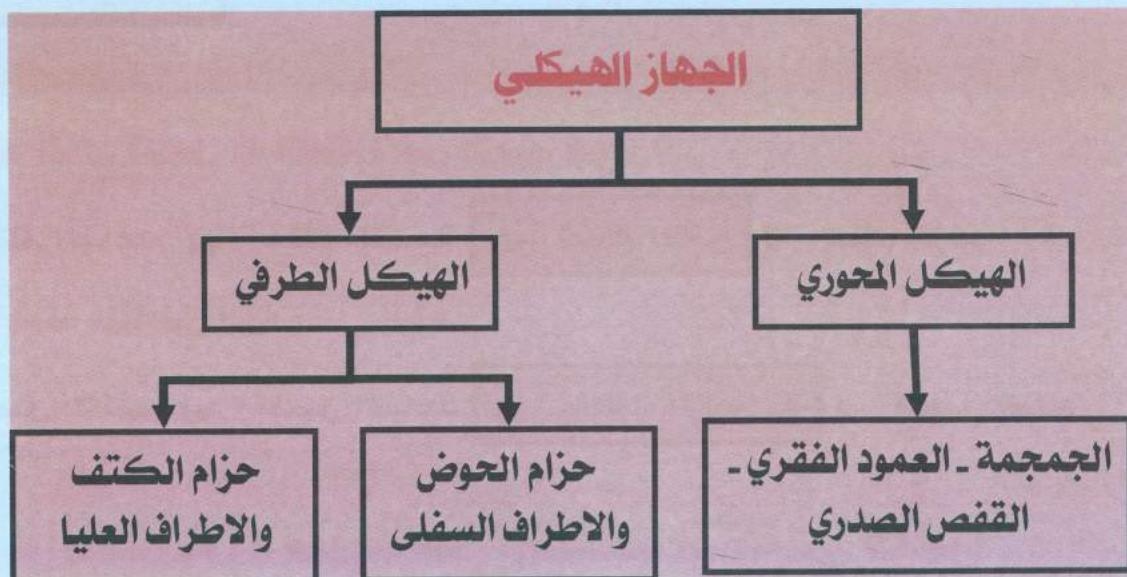 الجهاز الهيكلي
الهيكل المحوري
الهيكل الطرفي
الجمجمة - العمود الفقري -
القفص الصدري
حزام الحوض
والاطراف السفلى
حزام الكتف
والاطراف العليا